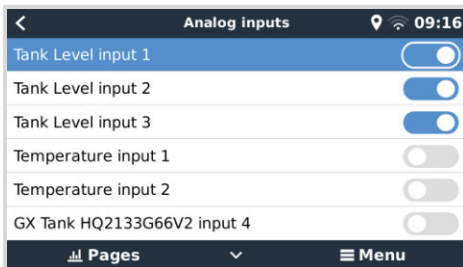 Analog inputs 09:16
Tank Level input 1
Tank Level input 2
Tank Level input 3
Temperature input 1
Temperature input 2
GX Tank HQ2133G66V2 input 4
Pages Menu